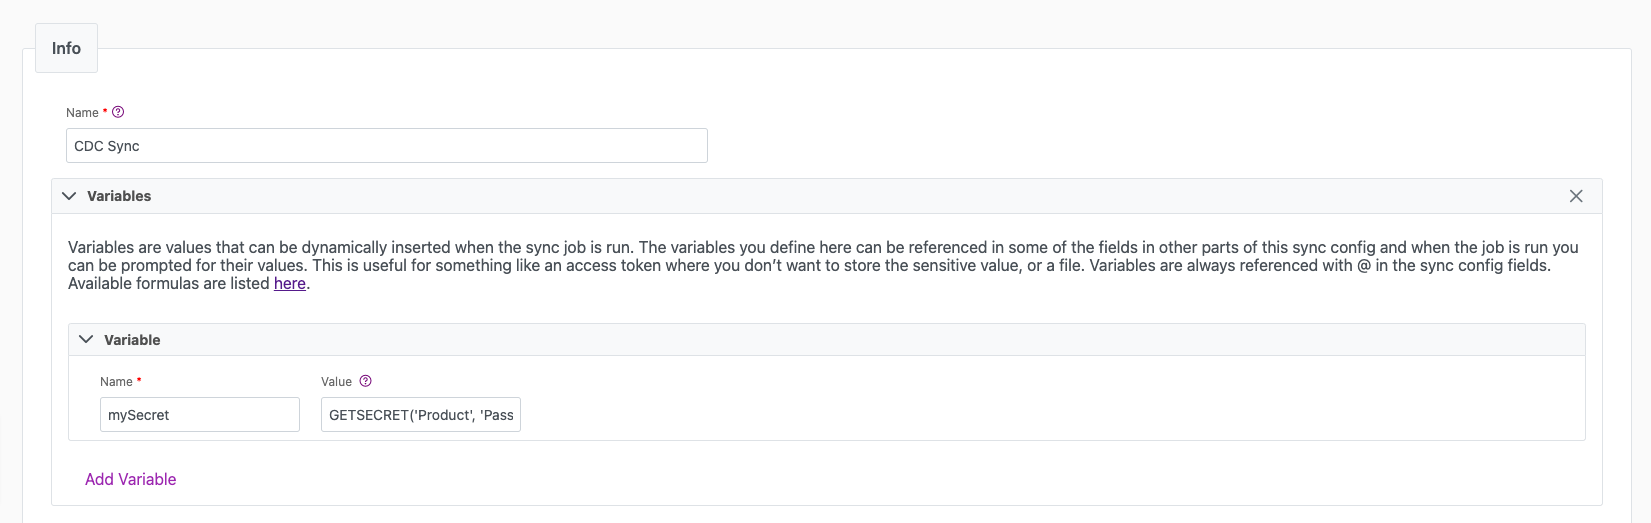 Info
Name *
CDC Sync
Variables
Variables are values that can be dynamically inserted when the sync job is run. The variables you define here can be referenced in some of the fields in other parts of this sync config and when the job is run you
can be prompted for their values. This is useful for something like an access token where you don’t want to store the sensitive value, or a file. Variables are always referenced with @ in the sync config fields.
Available formulas are listed here.
Variable
Name * Value
mySecret GETSECRET('Product', 'Pass
Add Variable